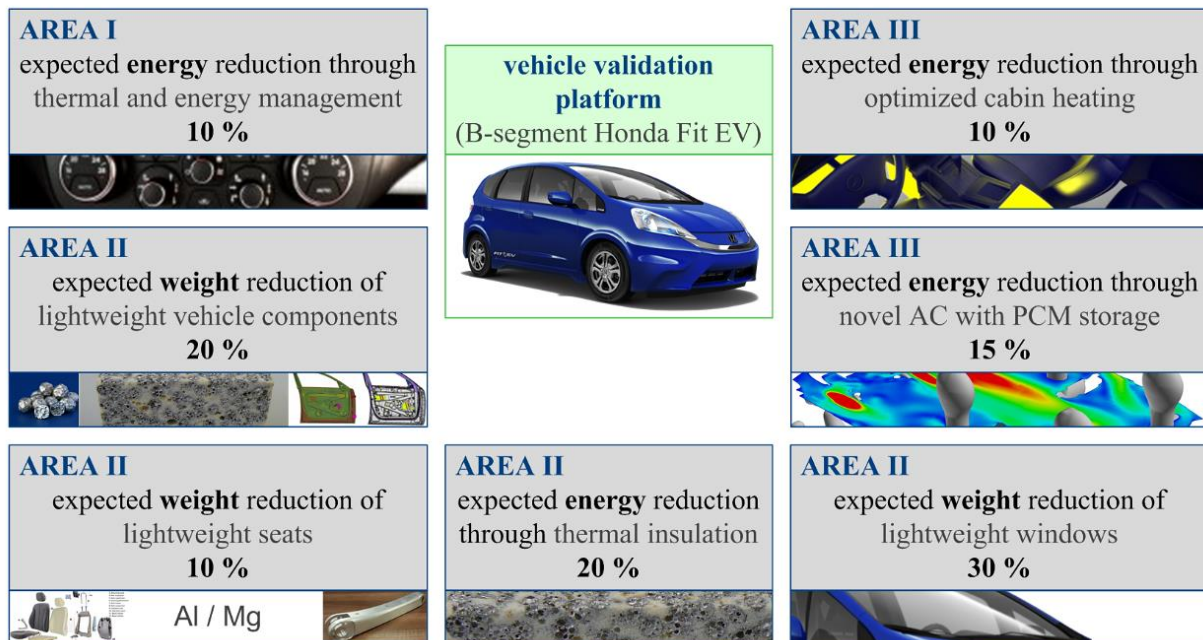 AREA I
expected energy reduction through
thermal and energy management
10 %
vehicle validation
platform
(B-segment Honda Fit EV)
AREA III
expected energy reduction through
optimized cabin heating
10 %
AREA II
expected weight reduction of
lightweight vehicle components
20 %
AREA III
expected energy reduction through
novel AC with PCM storage
15 %
AREA II
expected weight reduction of
lightweight seats
10 %
Al / Mg
AREA II
expected energy reduction
through thermal insulation
20 %
AREA II
expected weight reduction of
lightweight windows
30 %